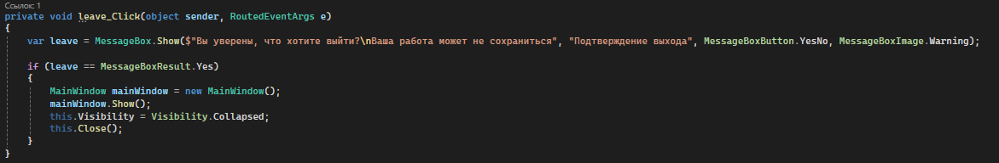 Ссылок: 1
private void leave_Click(object sender, RoutedEventArgs e)
{
var leave = MessageBox.Show($"Вы уверены, что хотите выйти?\nВаша работа может не сохраниться", "Подтверждение выхода", MessageBoxButton.YesNo, MessageBoxImage.Warning);
if (leave == MessageBoxResult.Yes)
{
MainWindow mainWindow = new MainWindow();
mainWindow.Show();
this.Visibility = Visibility.Collapsed;
this.Close();
}
}